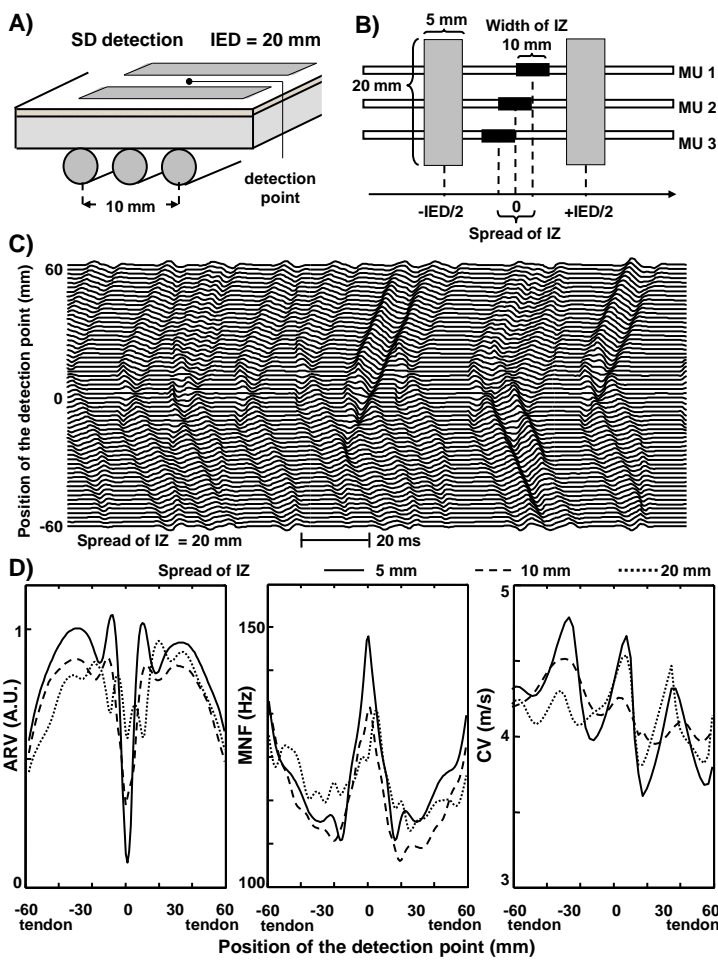 A)
SD detection IED = 20 mm
detection
point
10 mm
B)
5 mm
Width of IZ
10 mm
20 mm
MU 1
MU 2
MU 3
-IED/2
0
+IED/2
Spread of IZ
C)
Position of the detection point (mm)
60
0
-60
Spread of IZ = 20 mm
20 ms
D)
Spread of IZ
5 mm
10 mm
20 mm
ARV (A.U.)
1
0
-60 -30 0 30 60
tendon tendon
MNF (Hz)
150
100
-60 -30 0 30 60
tendon tendon
CV (m/s)
5
4
3
-60 -30 0 30 60
tendon tendon
Position of the detection point (mm)